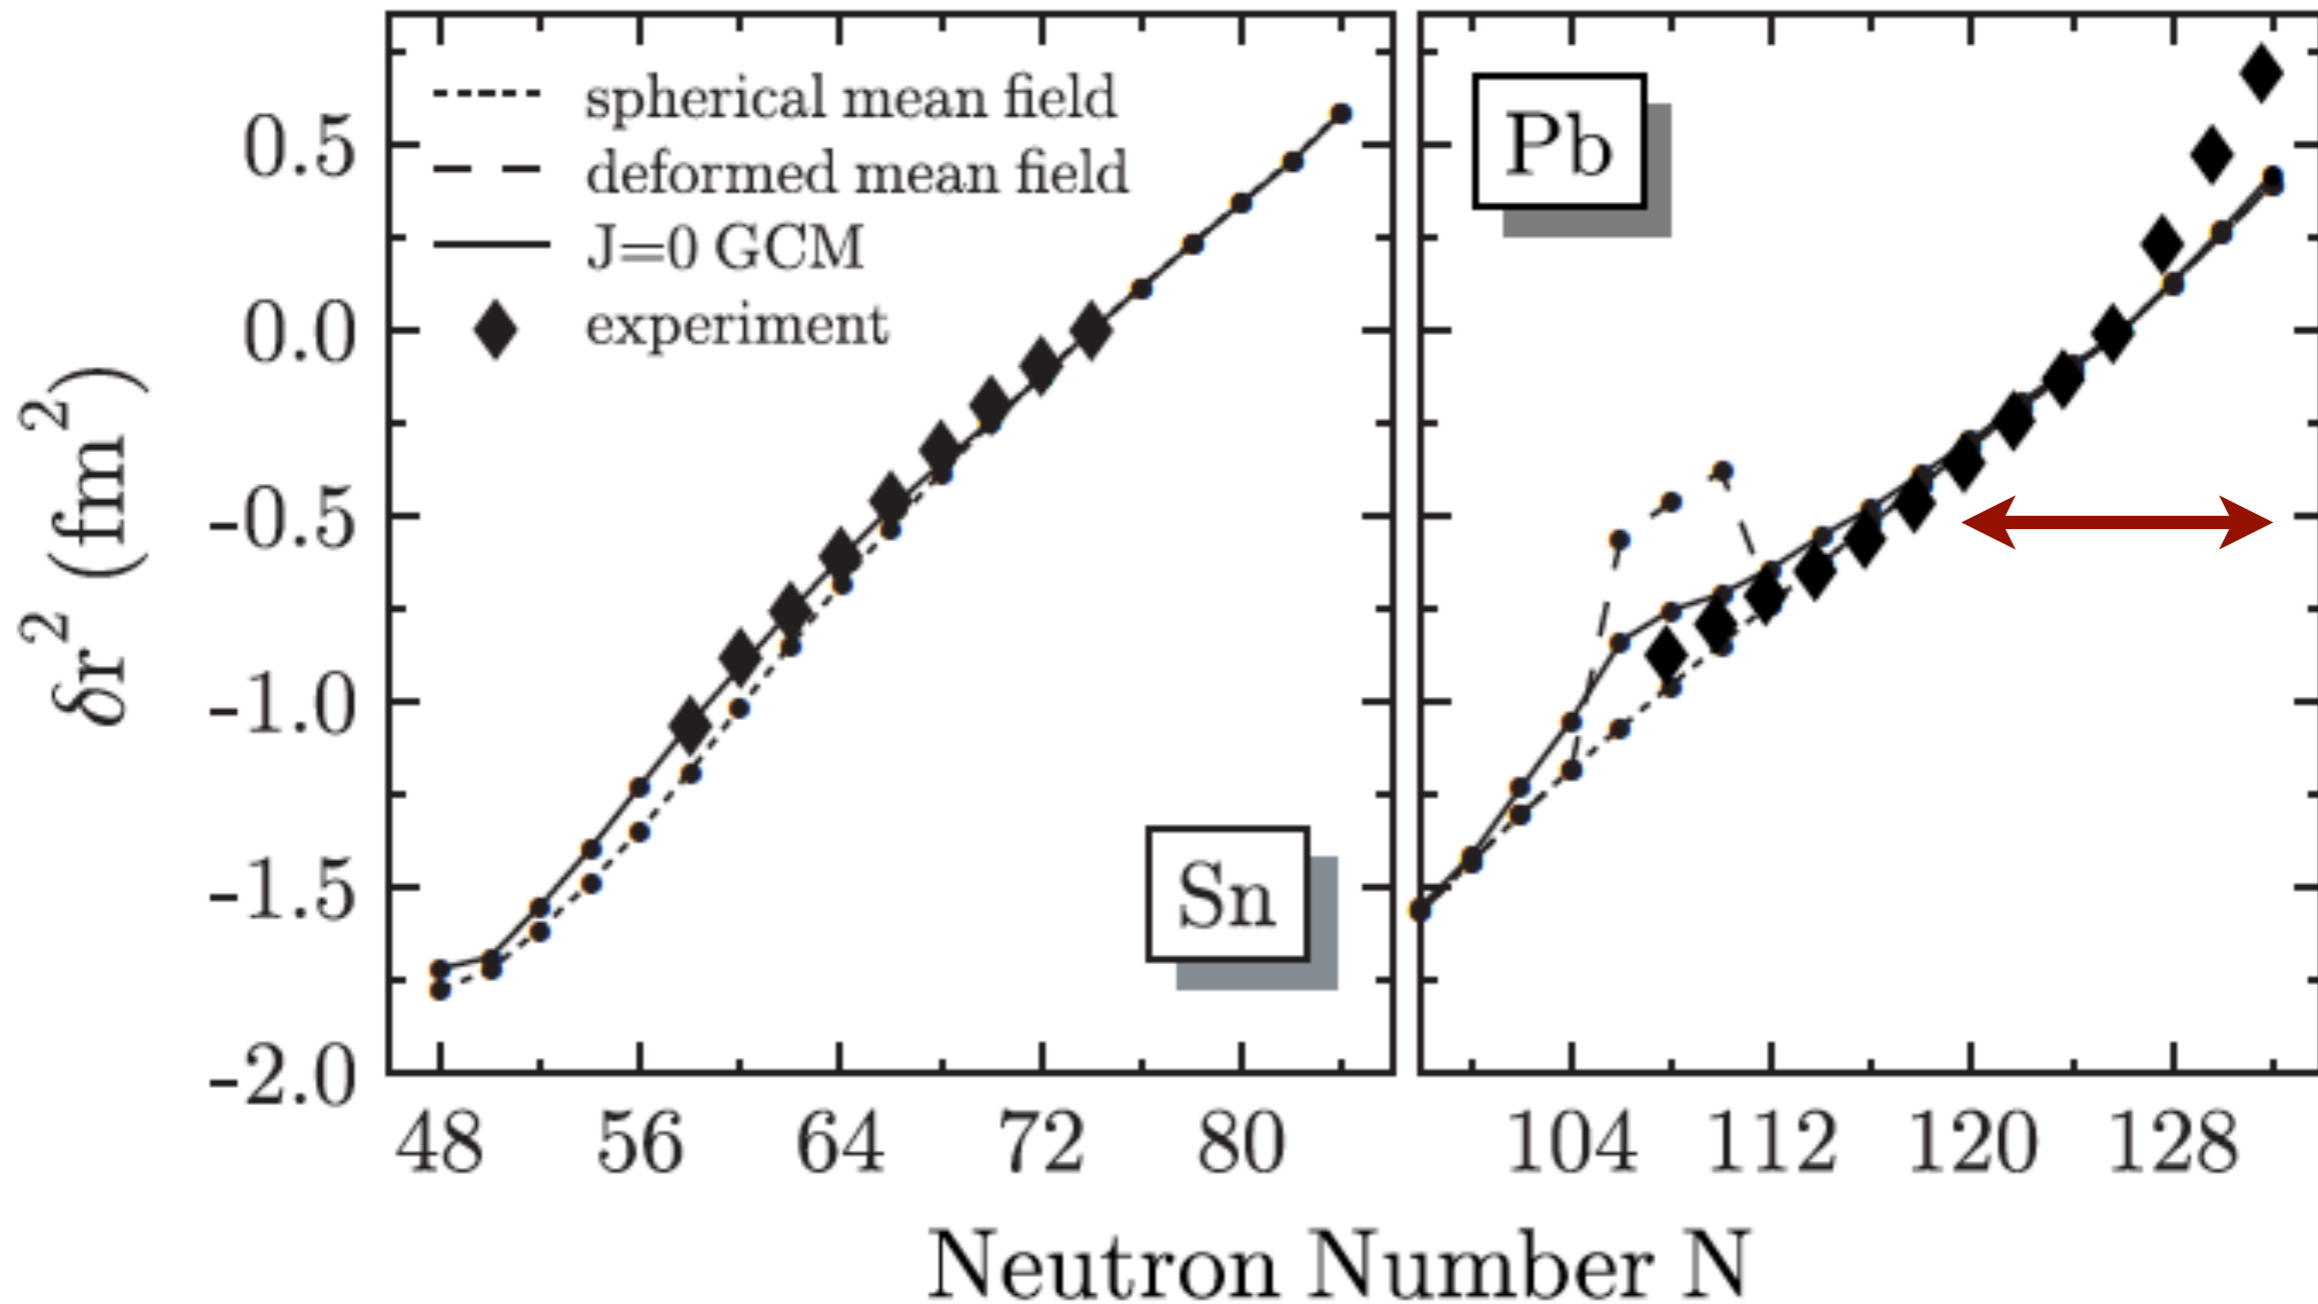 spherical mean field
deformed mean field
J=0 GCM
experiment
Pb
Sn
δr² (fm²)
0.5
0.0
-0.5
-1.0
-1.5
-2.0
48 56 64 72 80 104 112 120 128
Neutron Number N